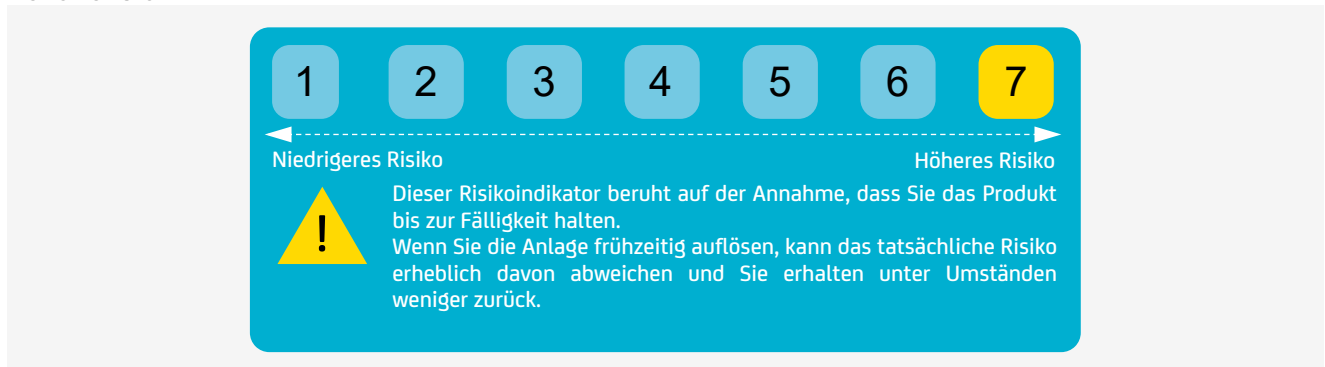 1 2 3 4 5 6 7
Niedrigeres Risiko Höheres Risiko
Dieser Risikoindikator beruht auf der Annahme, dass Sie das Produkt
bis zur Fälligkeit halten.
!
Wenn Sie die Anlage frühzeitig auflösen, kann das tatsächliche Risiko
erheblich davon abweichen und Sie erhalten unter Umständen
weniger zurück.